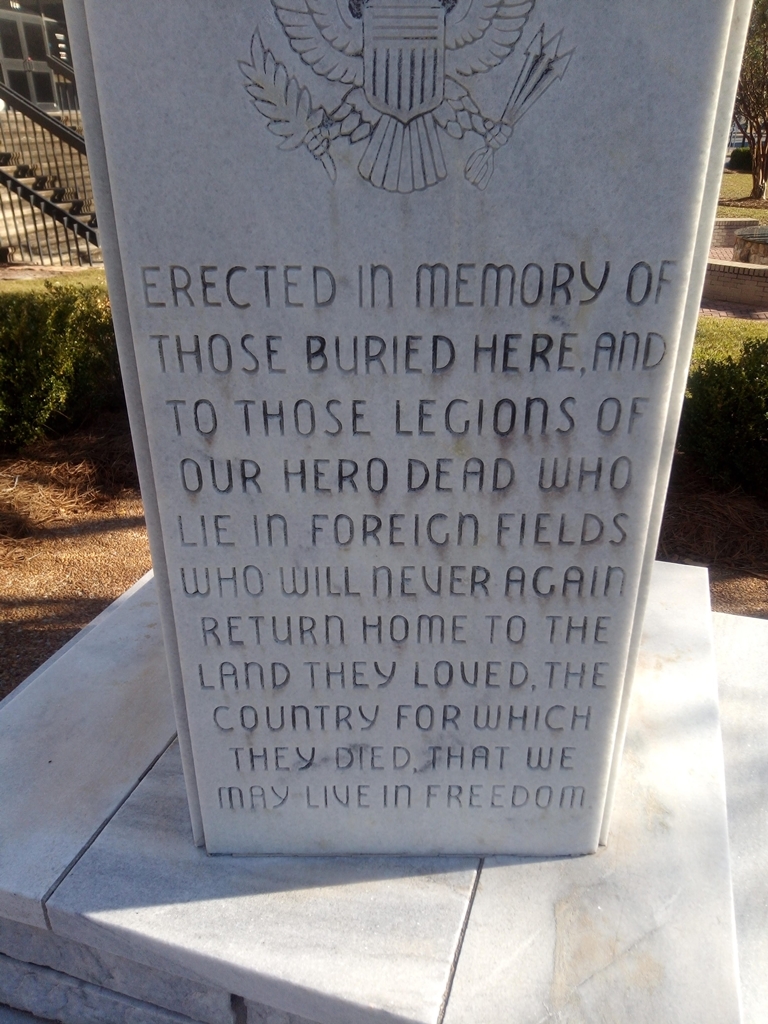 ERECTED IN MEMORY OF
THOSE BURIED HERE, AND
TO THOSE LEGIONS OF
OUR HERO DEAD WHO
LIE IN FOREIGN FIELDS
WHO WILL NEVER AGAIN
RETURN HOME TO THE
LAND THEY LOVED, THE
COUNTRY FOR WHICH
THEY DIED, THAT WE
MAY LIVE IN FREEDOM.